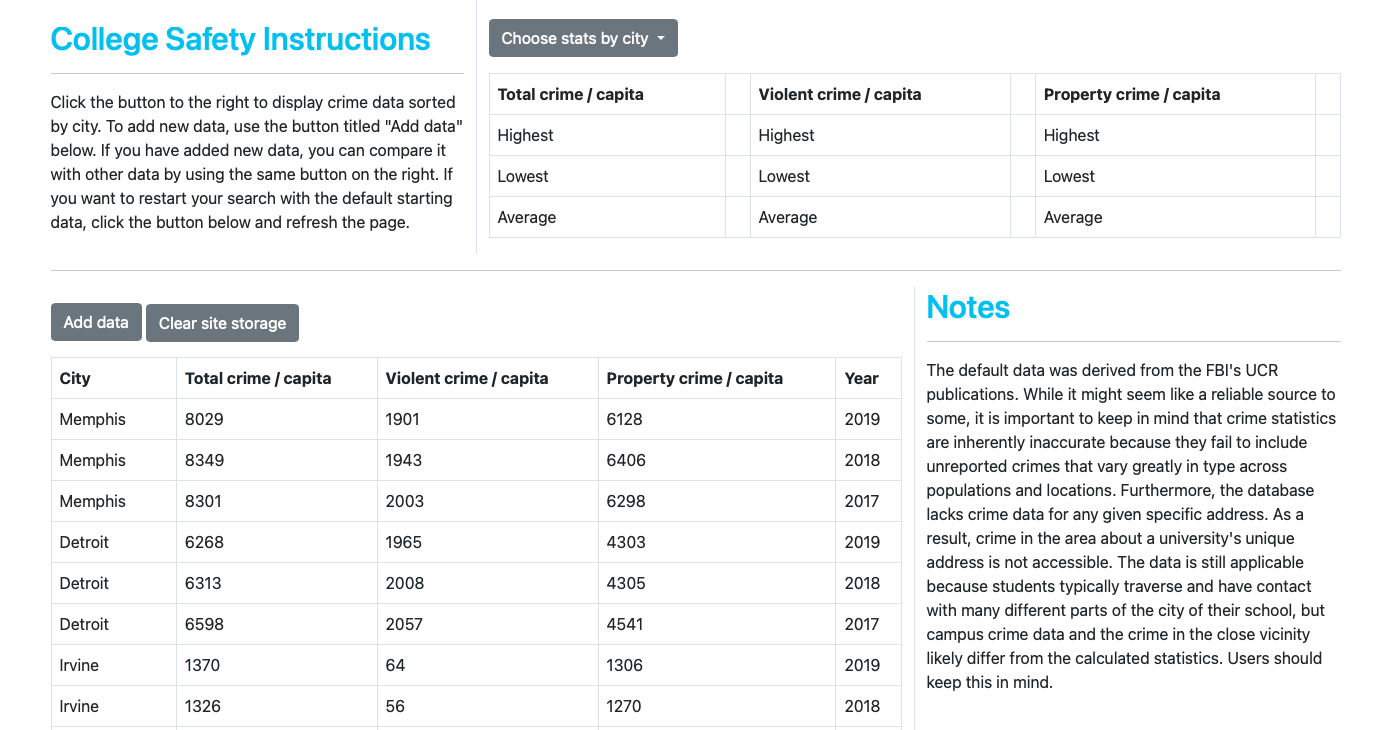 College Safety Instructions
Click the button to the right to display crime data sorted
by city. To add new data, use the button titled "Add data"
below. If you have added new data, you can compare it
with other data by using the same button on the right. If
you want to restart your search with the default starting
data, click the button below and refresh the page.
Choose stats by city
Total crime / capita Violent crime / capita Property crime / capita
Highest Highest Highest
Lowest Lowest Lowest
Average Average Average
Add data Clear site storage
City Total crime / capita Violent crime / capita Property crime / capita Year
Memphis 8029 1901 6128 2019
Memphis 8349 1943 6406 2018
Memphis 8301 2003 6298 2017
Detroit 6268 1965 4303 2019
Detroit 6313 2008 4305 2018
Detroit 6598 2057 4541 2017
Irvine 1370 64 1306 2019
Irvine 1326 56 1270 2018
Notes
The default data was derived from the FBI's UCR
publications. While it might seem like a reliable source to
some, it is important to keep in mind that crime statistics
are inherently inaccurate because they fail to include
unreported crimes that vary greatly in type across
populations and locations. Furthermore, the database
lacks crime data for any given specific address. As a
result, crime in the area about a university's unique
address is not accessible. The data is still applicable
because students typically traverse and have contact
with many different parts of the city of their school, but
campus crime data and the crime in the close vicinity
likely differ from the calculated statistics. Users should
keep this in mind.